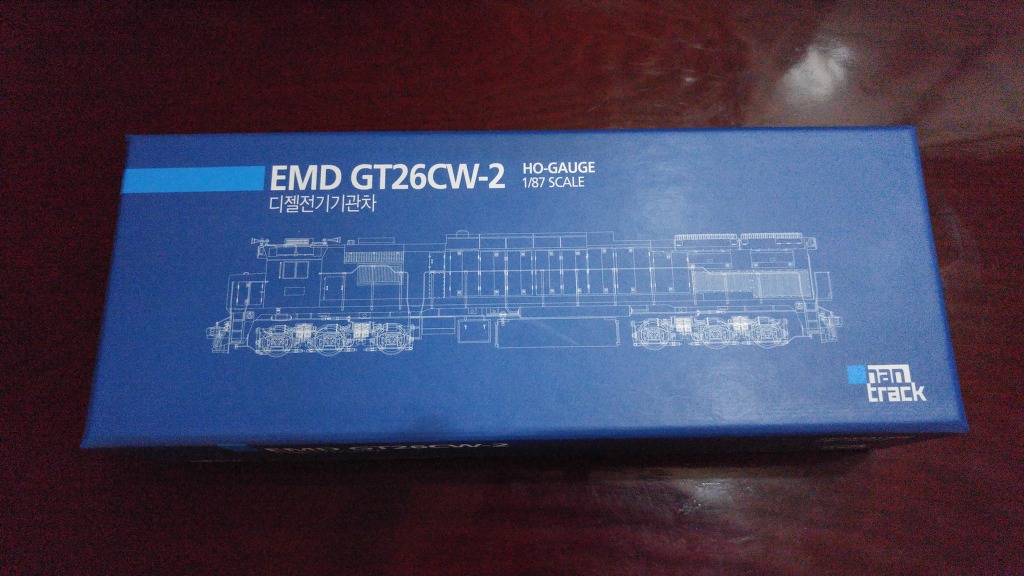 EMD GT26CW-2
HO-GAUGE
1/87 SCALE
디젤전기기관차
han
track
EMD GT26CW-2